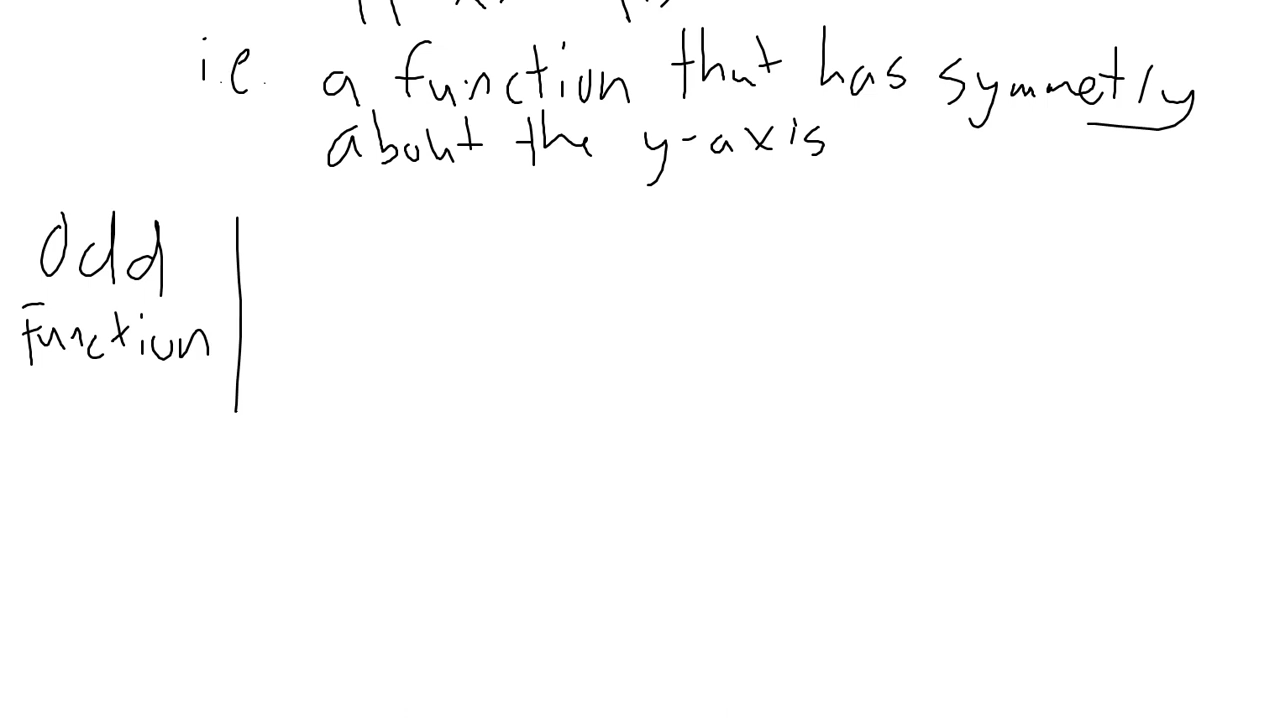 i.e. a function that has symmetry
about the y-axis
Odd
Function